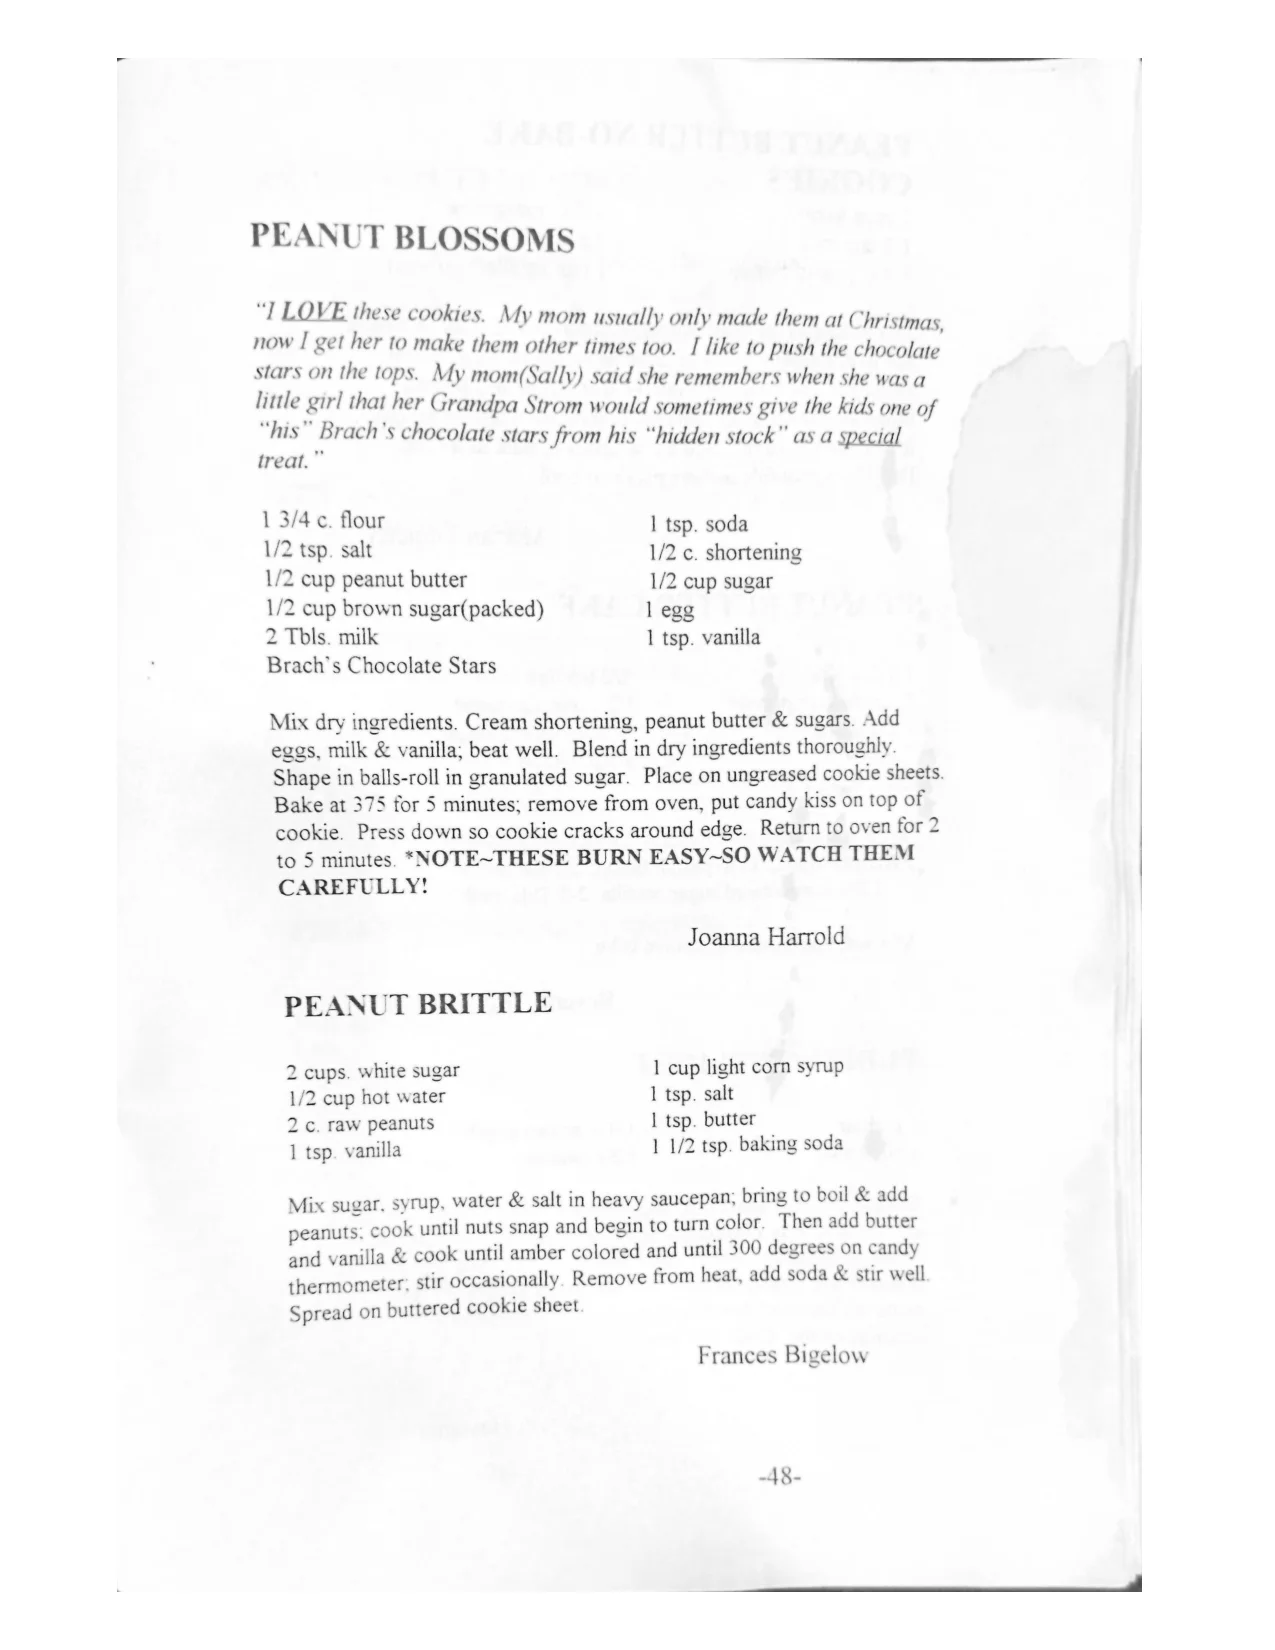 PEANUT BLOSSOMS
"I LOVE these cookies. My mom usually only made them at Christmas,
now I get her to make them other times too. I like to push the chocolate
stars on the tops. My mom(Sally) said she remembers when she was a
little girl that her Grandpa Strom would sometimes give the kids one of
"his" Brach's chocolate stars from his "hidden stock" as a special
treat."
1 3/4 c. flour 1 tsp. soda
1/2 tsp. salt 1/2 c. shortening
1/2 cup peanut butter 1/2 cup sugar
1/2 cup brown sugar(packed) 1 egg
2 Tbls. milk 1 tsp. vanilla
Brach's Chocolate Stars
Mix dry ingredients. Cream shortening, peanut butter & sugars. Add
eggs, milk & vanilla; beat well. Blend in dry ingredients thoroughly.
Shape in balls-roll in granulated sugar. Place on ungreased cookie sheets.
Bake at 375 for 5 minutes; remove from oven, put candy kiss on top of
cookie. Press down so cookie cracks around edge. Return to oven for 2
to 5 minutes. *NOTE~THESE BURN EASY~SO WATCH THEM
CAREFULLY!
Joanna Harrold
PEANUT BRITTLE
2 cups. white sugar 1 cup light corn syrup
1/2 cup hot water 1 tsp. salt
2 c. raw peanuts 1 tsp. butter
1 tsp. vanilla 1 1/2 tsp. baking soda
Mix sugar, syrup, water & salt in heavy saucepan; bring to boil & add
peanuts; cook until nuts snap and begin to turn color. Then add butter
and vanilla & cook until amber colored and until 300 degrees on candy
thermometer; stir occasionally. Remove from heat, add soda & stir well.
Spread on buttered cookie sheet.
Frances Bigelow
-48-